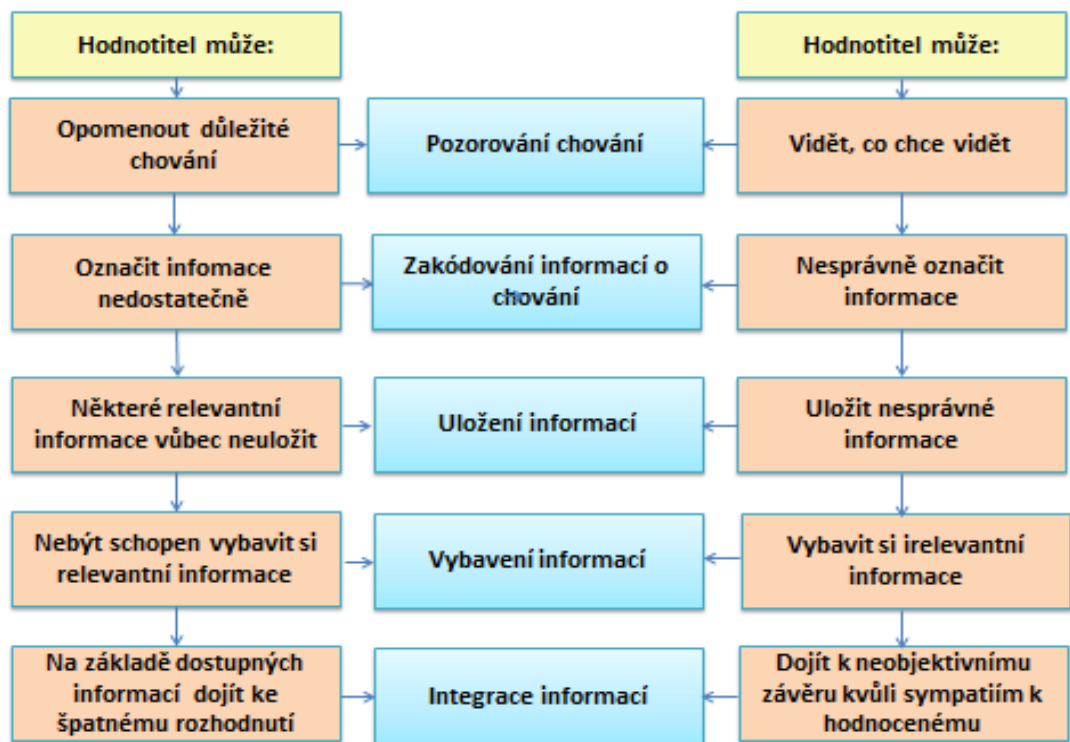 Hodnotitel může:
Hodnotitel může:
Opomenout důležité
chování
Pozorování chování
Vidět, co chce vidět
Označit infomace
nedostatečně
Zakódování informací o
chování
Nesprávně označit
informace
Některé relevantní
informace vůbec neuložit
Uložení informací
Uložit nesprávné
informace
Nebýt schopen vybavit si
relevantní informace
Vybavení informací
Vybavit si irelevantní
informace
Na základě dostupných
informací dojít ke
špatnému rozhodnutí
Integrace informací
Dojít k neobjektivnímu
závěru kvůli sympatiím k
hodnocenému